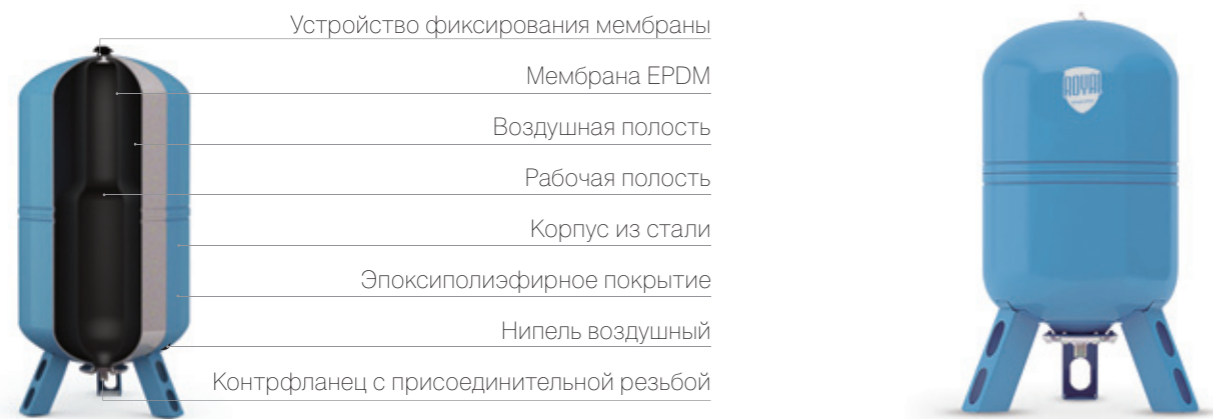 Устройство фиксирования мембраны
Мембрана EPDM
Воздушная полость
Рабочая полость
Корпус из стали
Эпоксиполиэфирное покрытие
Нипель воздушный
Контрфланец с присоединительной резьбой
ROYAL